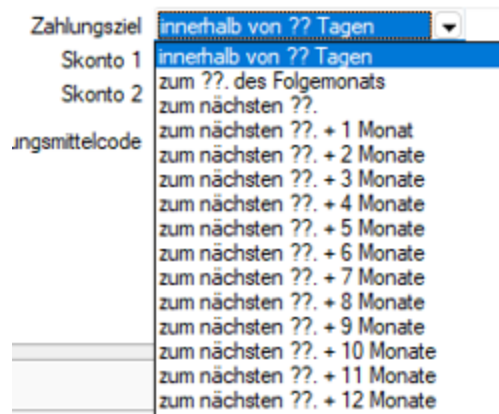 Zahlungsziel innerhalb von ?? Tagen
Skonto 1 innerhalb von ?? Tagen
Skonto 2 zum ??. des Folgemonats
zum nächsten ??.
ungsmittelcode zum nächsten ??. + 1 Monat
zum nächsten ??. + 2 Monate
zum nächsten ??. + 3 Monate
zum nächsten ??. + 4 Monate
zum nächsten ??. + 5 Monate
zum nächsten ??. + 6 Monate
zum nächsten ??. + 7 Monate
zum nächsten ??. + 8 Monate
zum nächsten ??. + 9 Monate
zum nächsten ??. + 10 Monate
zum nächsten ??. + 11 Monate
zum nächsten ??. + 12 Monate